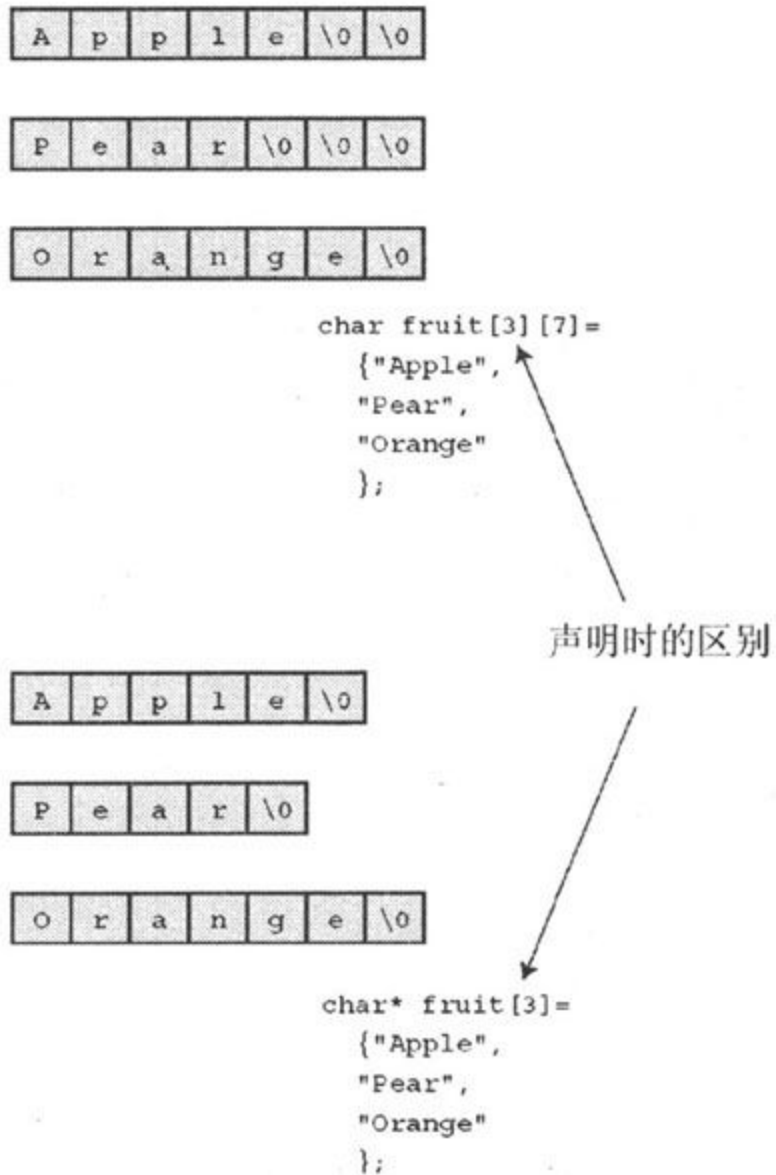 A p p l e \0 \0
P e a r \0 \0 \0
O r a n g e \0
char fruit[3][7]=
{"Apple",
"Pear",
"Orange"
};
声明时的区别
A p p l e \0
P e a r \0
O r a n g e \0
char* fruit[3]=
{"Apple",
"Pear",
"Orange"
};